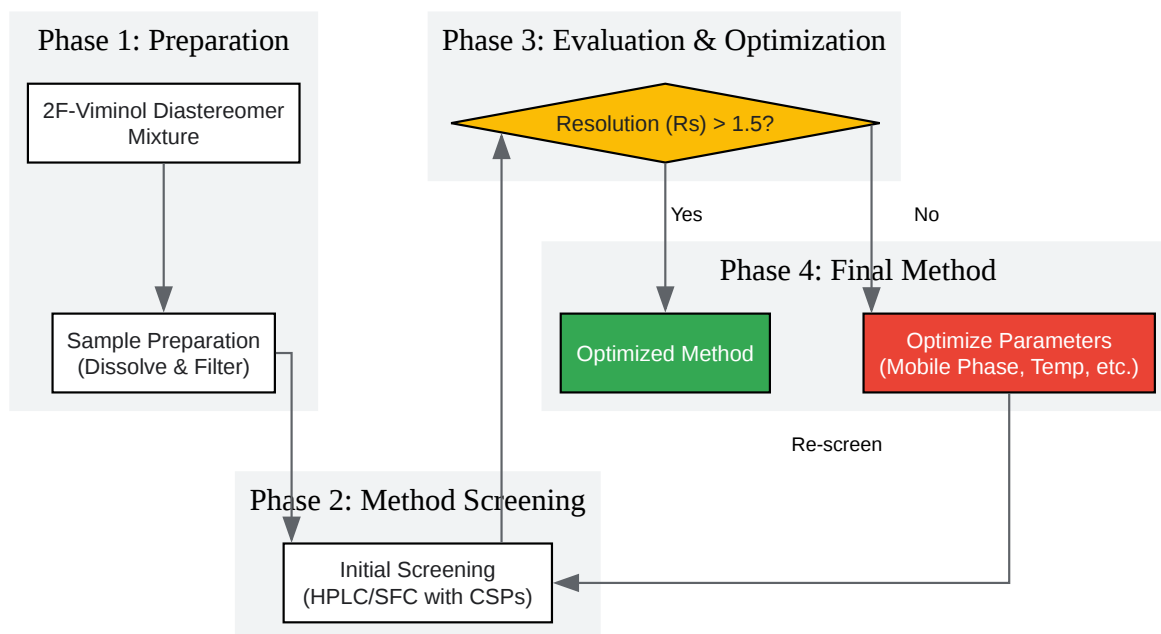 Phase 1: Preparation
2F-Viminol Diastereomer
Mixture
Sample Preparation
(Dissolve & Filter)
Phase 2: Method Screening
Initial Screening
(HPLC/SFC with CSPs)
Phase 3: Evaluation & Optimization
Resolution (Rs) > 1.5?
Yes
No
Phase 4: Final Method
Optimized Method
Optimize Parameters
(Mobile Phase, Temp, etc.)
Re-screen